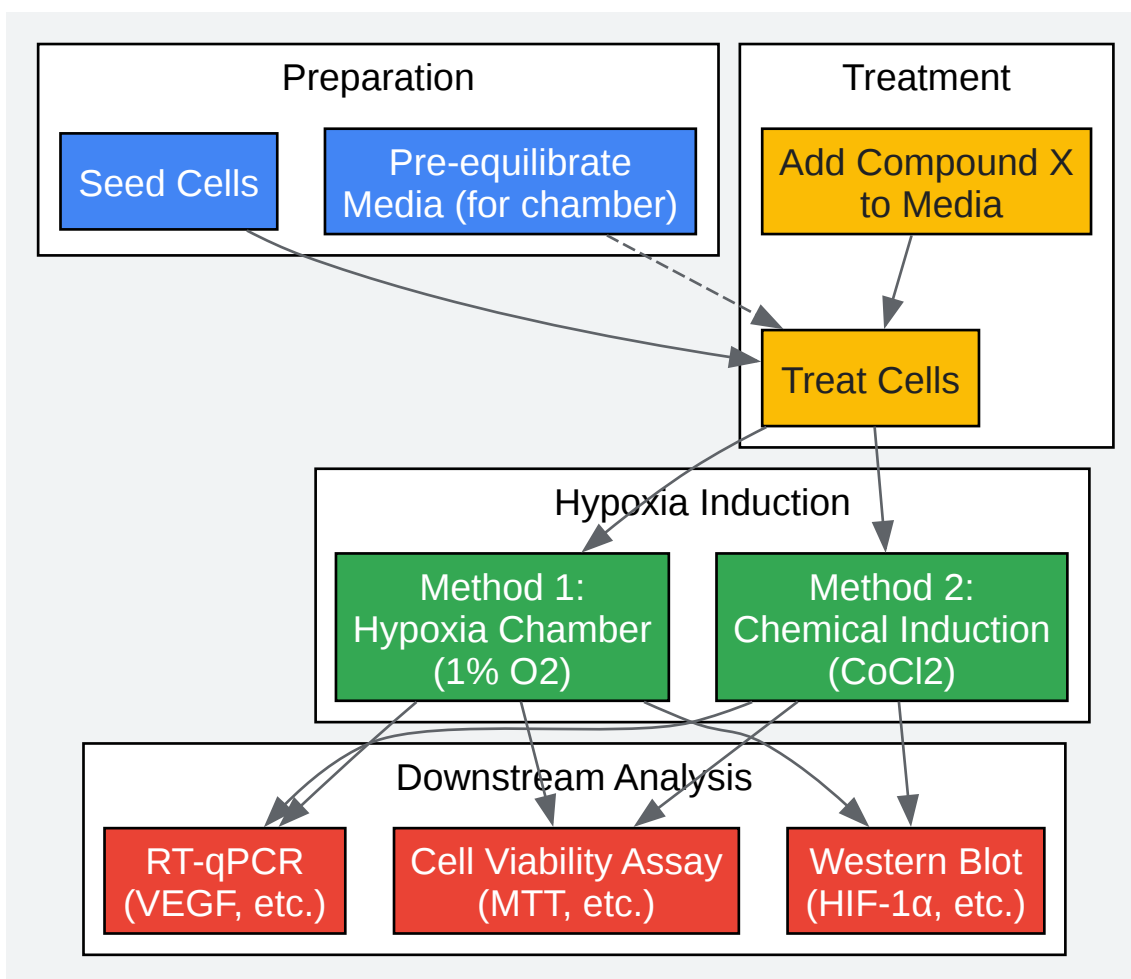 Preparation
Seed Cells
Pre-equilibrate
Media (for chamber)
Treatment
Add Compound X
to Media
Treat Cells
Hypoxia Induction
Method 1:
Hypoxia Chamber
(1% O2)
Method 2:
Chemical Induction
(CoCl2)
Downstream Analysis
RT-qPCR
(VEGF, etc.)
Cell Viability Assay
(MTT, etc.)
Western Blot
(HIF-1α, etc.)